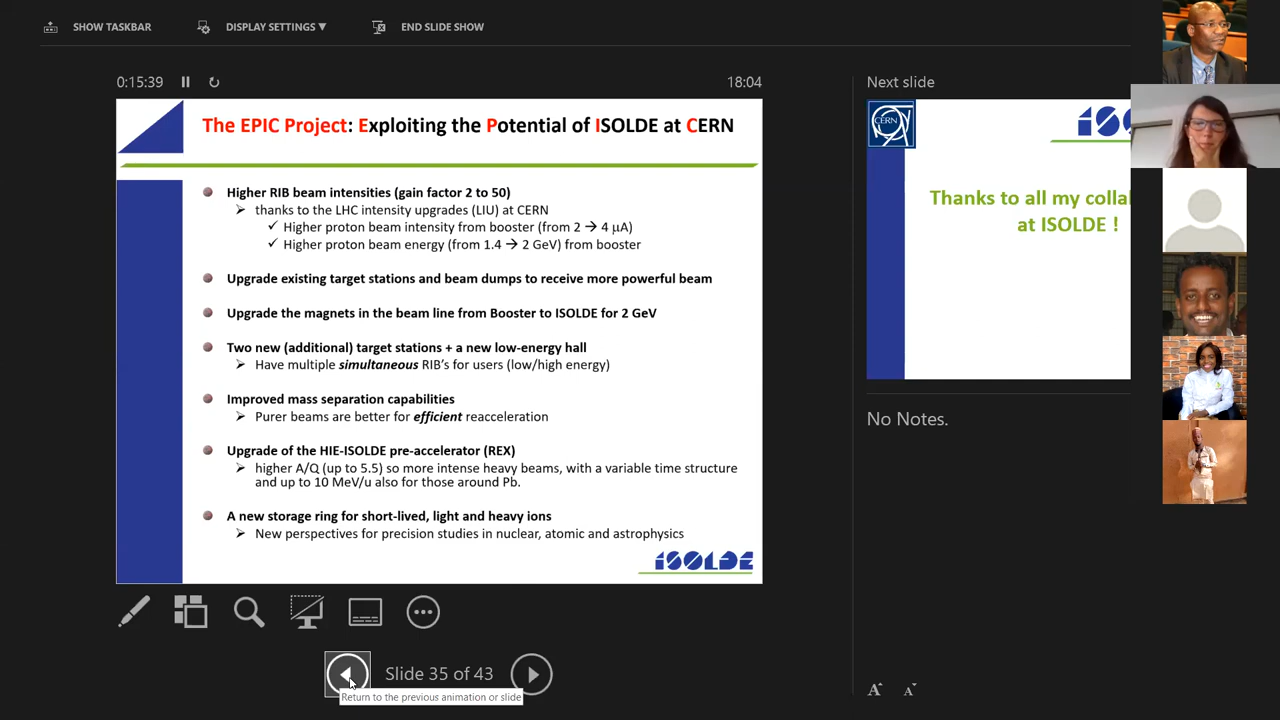 SHOW TASKBAR
DISPLAY SETTINGS ▼
END SLIDE SHOW
0:15:39
18:04
The EPIC Project: Exploiting the Potential of ISOLDE at CERN
Higher RIB beam intensities (gain factor 2 to 50)
thanks to the LHC intensity upgrades (LIU) at CERN
Higher proton beam intensity from booster (from 2 → 4 µA)
Higher proton beam energy (from 1.4 → 2 GeV) from booster
Upgrade existing target stations and beam dumps to receive more powerful beam
Upgrade the magnets in the beam line from Booster to ISOLDE for 2 GeV
Two new (additional) target stations + a new low-energy hall
Have multiple simultaneous RIB's for users (low/high energy)
Improved mass separation capabilities
Purer beams are better for efficient reacceleration
Upgrade of the HIE-ISOLDE pre-accelerator (REX)
higher A/Q (up to 5.5) so more intense heavy beams, with a variable time structure
and up to 10 MeV/u also for those around Pb.
A new storage ring for short-lived, light and heavy ions
New perspectives for precision studies in nuclear, atomic and astrophysics
ISOLDE
Slide 35 of 43
Return to the previous animation or slide
Next slide
CERN
ISO
Thanks to all my colla
at ISOLDE !
No Notes.
A
A